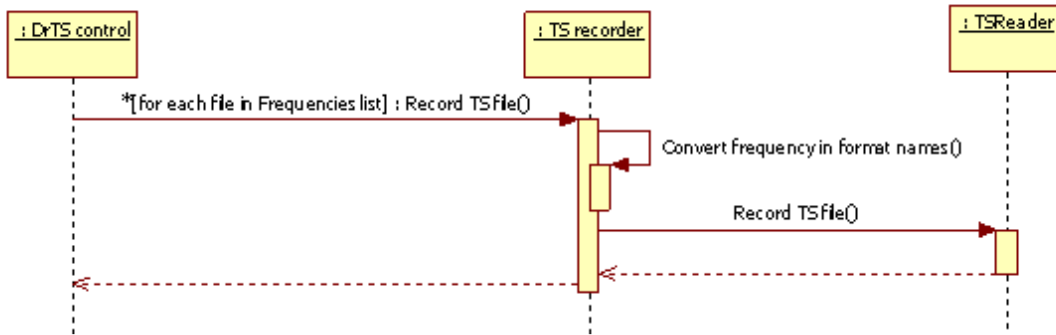 : DrTS control
: TS recorder
: TSReader
*[for each file in Frequencies list] : Record TSfile()
Convert frequency in format names()
Record TSfile()